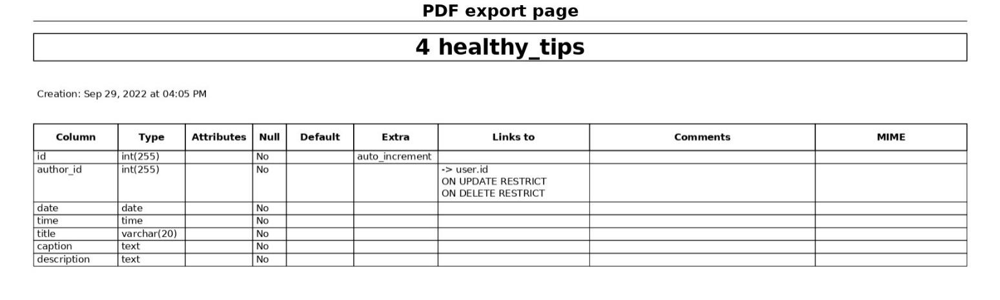 PDF export page
4 healthy_tips
Creation: Sep 29, 2022 at 04:05 PM
Column Type Attributes Null Default Extra Links to Comments MIME
id int(255) No auto_increment
author_id int(255) No -> user.id
ON UPDATE RESTRICT
ON DELETE RESTRICT
date date No
time time No
title varchar(20) No
caption text No
description text No